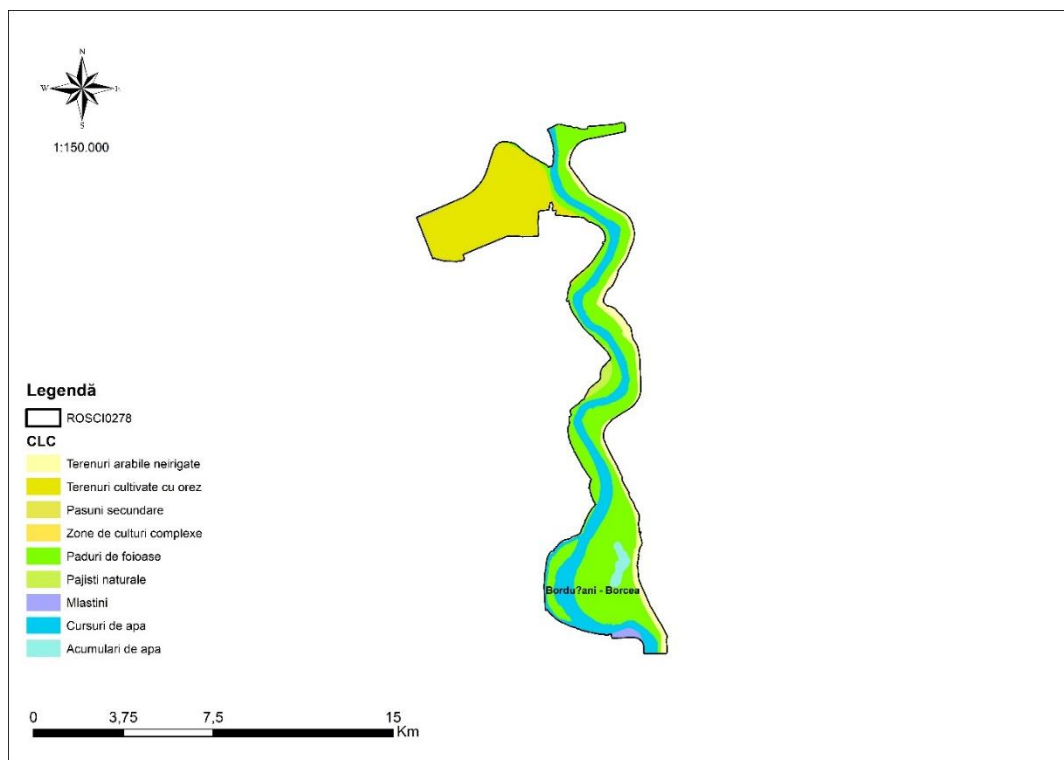 N
W
E
S
1:150.000
Legendă
ROSCI0278
CLC
Terenuri arabile neirigate
Terenuri cultivate cu orez
Pasuni secundare
Zone de culturi complexe
Paduri de foioase
Pajisti naturale
Mlastini
Cursuri de apa
Acumulari de apa
Bordu?ani - Borcea
0 3,75 7,5 15
Km